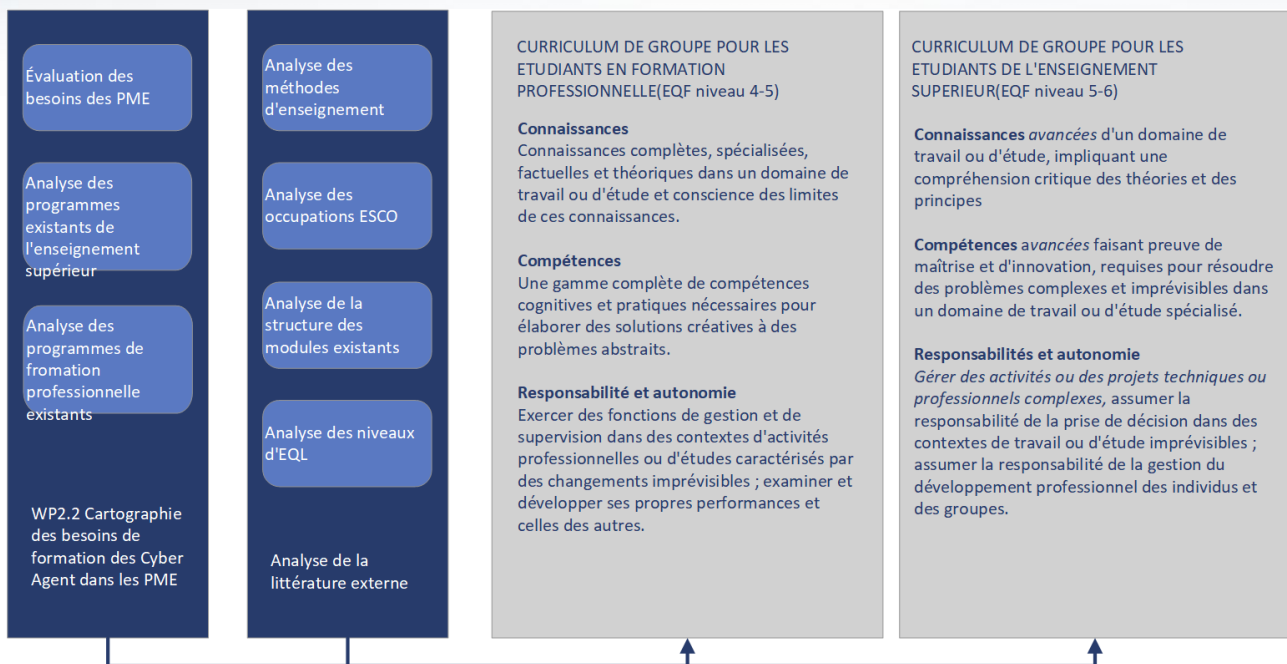 Évaluation des
besoins des PME
Analyse des
programmes
existants de
l'enseignement
supérieur
Analyse des
programmes de
fromation
professionnelle
existants
WP2.2 Cartographie
des besoins de
formation des Cyber
Agent dans les PME
Analyse des
méthodes
d'enseignement
Analyse des
occupations ESCO
Analyse de la
structure des
modules existants
Analyse des niveaux
d'EQL
Analyse de la
littérature externe
CURRICULUM DE GROUPE POUR LES
ETUDIANTS EN FORMATION
PROFESSIONNELLE(EQF niveau 4-5)
Connaissances
Connaissances complètes, spécialisées,
factuelles et théoriques dans un domaine de
travail ou d'étude et conscience des limites
de ces connaissances.
Compétences
Une gamme complète de compétences
cognitives et pratiques nécessaires pour
élaborer des solutions créatives à des
problèmes abstraits.
Responsabilité et autonomie
Exercer des fonctions de gestion et de
supervision dans des contextes d'activités
professionnelles ou d'études caractérisés par
des changements imprévisibles ; examiner et
développer ses propres performances et
celles des autres.
CURRICULUM DE GROUPE POUR LES
ETUDIANTS DE L'ENSEIGNEMENT
SUPERIEUR(EQF niveau 5-6)
Connaissances avancées d'un domaine de
travail ou d'étude, impliquant une
compréhension critique des théories et des
principes
Compétences avancées faisant preuve de
maîtrise et d'innovation, requises pour résoudre
des problèmes complexes et imprévisibles dans
un domaine de travail ou d'étude spécialisé.
Responsabilités et autonomie
Gérer des activités ou des projets techniques ou
professionnels complexes, assumer la
responsabilité de la prise de décision dans des
contextes de travail ou d'étude imprévisibles ;
assumer la responsabilité de la gestion du
développement professionnel des individus et
des groupes.